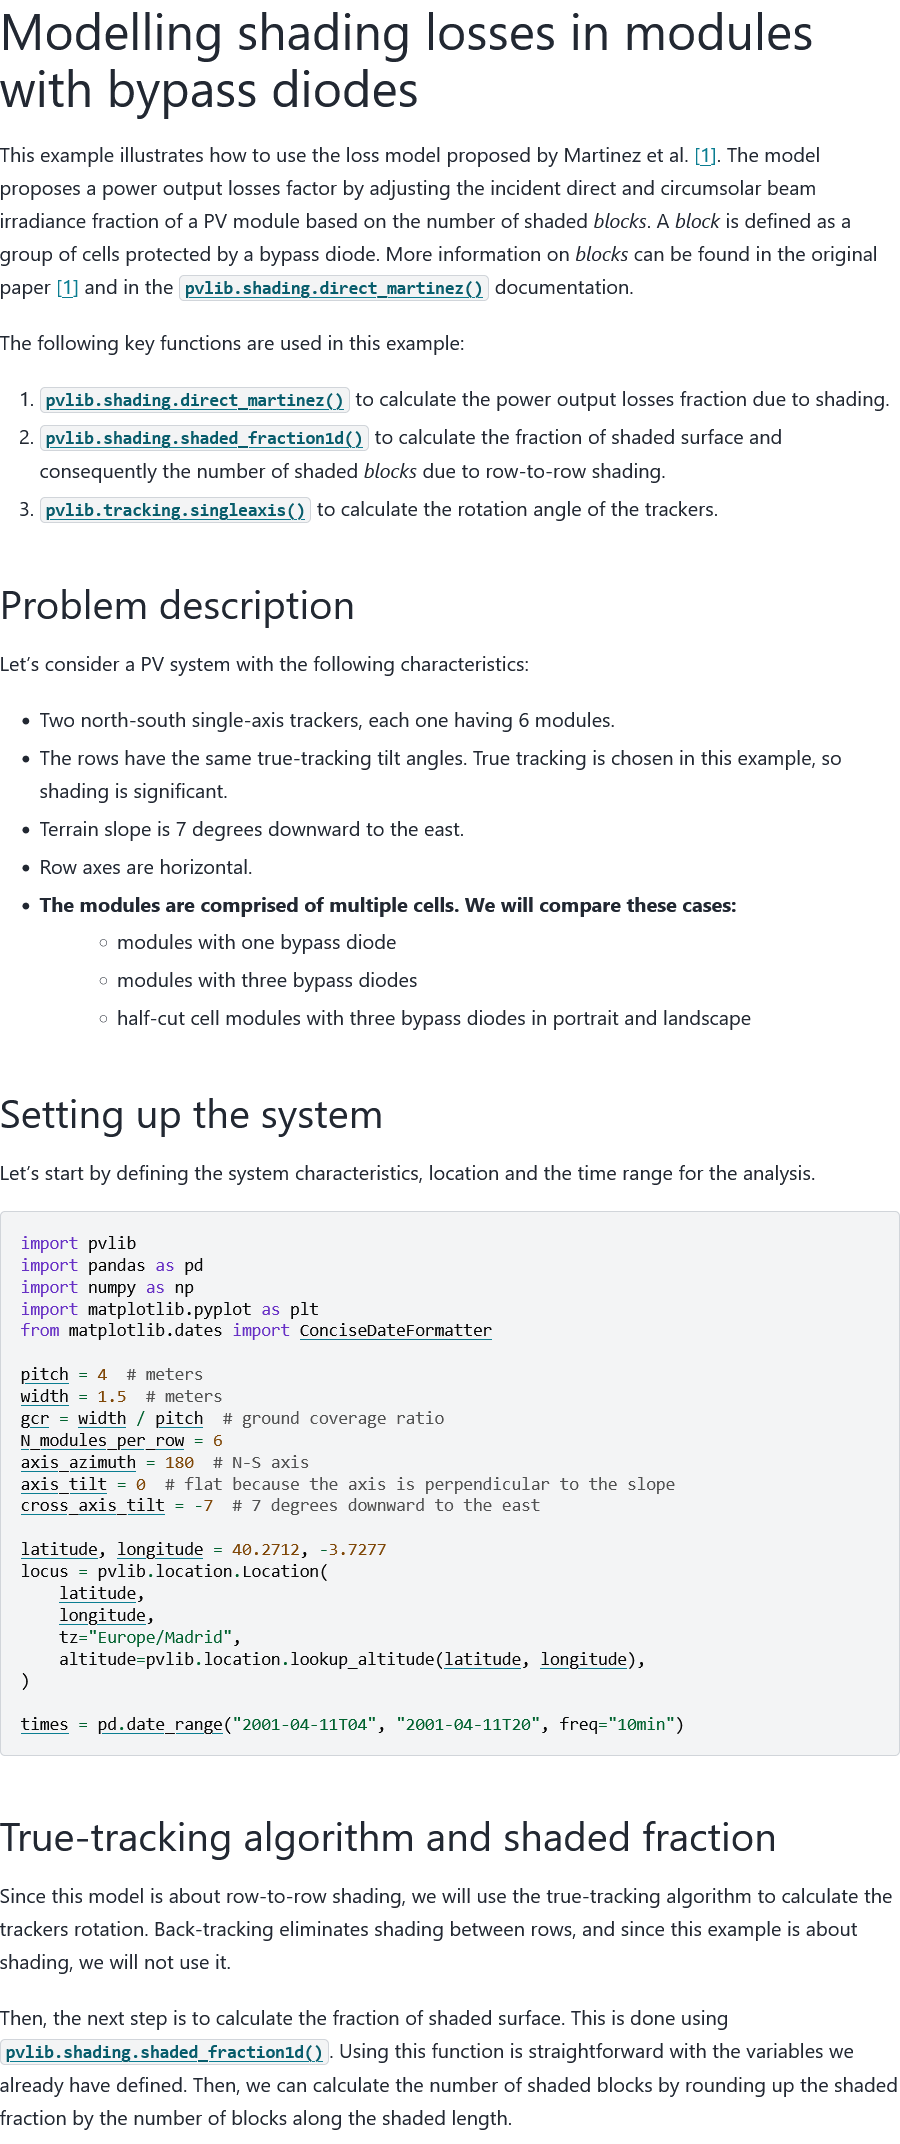 Modelling shading losses in modules
with bypass diodes
This example illustrates how to use the loss model proposed by Martinez et al. [1]. The model
proposes a power output losses factor by adjusting the incident direct and circumsolar beam
irradiance fraction of a PV module based on the number of shaded blocks. A block is defined as a
group of cells protected by a bypass diode. More information on blocks can be found in the original
paper [1] and in the pvlib.shading.direct_martinez() documentation.
The following key functions are used in this example:
1. pvlib.shading.direct_martinez() to calculate the power output losses fraction due to shading.
2. pvlib.shading.shaded_fraction1d() to calculate the fraction of shaded surface and
consequently the number of shaded blocks due to row-to-row shading.
3. pvlib.tracking.singleaxis() to calculate the rotation angle of the trackers.
Problem description
Let’s consider a PV system with the following characteristics:
• Two north-south single-axis trackers, each one having 6 modules.
• The rows have the same true-tracking tilt angles. True tracking is chosen in this example, so
shading is significant.
• Terrain slope is 7 degrees downward to the east.
• Row axes are horizontal.
• The modules are comprised of multiple cells. We will compare these cases:
◦ modules with one bypass diode
◦ modules with three bypass diodes
◦ half-cut cell modules with three bypass diodes in portrait and landscape
Setting up the system
Let’s start by defining the system characteristics, location and the time range for the analysis.
import pvlib
import pandas as pd
import numpy as np
import matplotlib.pyplot as plt
from matplotlib.dates import ConciseDateFormatter
pitch = 4  # meters
width = 1.5  # meters
gcr = width / pitch  # ground coverage ratio
N_modules_per_row = 6
axis_azimuth = 180  # N-S axis
axis_tilt = 0  # flat because the axis is perpendicular to the slope
cross_axis_tilt = -7  # 7 degrees downward to the east
latitude, longitude = 40.2712, -3.7277
locus = pvlib.location.Location(
    latitude,
    longitude,
    tz="Europe/Madrid",
    altitude=pvlib.location.lookup_altitude(latitude, longitude),
)
times = pd.date_range("2001-04-11T04", "2001-04-11T20", freq="10min")
True-tracking algorithm and shaded fraction
Since this model is about row-to-row shading, we will use the true-tracking algorithm to calculate the
trackers rotation. Back-tracking eliminates shading between rows, and since this example is about
shading, we will not use it.
Then, the next step is to calculate the fraction of shaded surface. This is done using
pvlib.shading.shaded_fraction1d(). Using this function is straightforward with the variables we
already have defined. Then, we can calculate the number of shaded blocks by rounding up the shaded
fraction by the number of blocks along the shaded length.